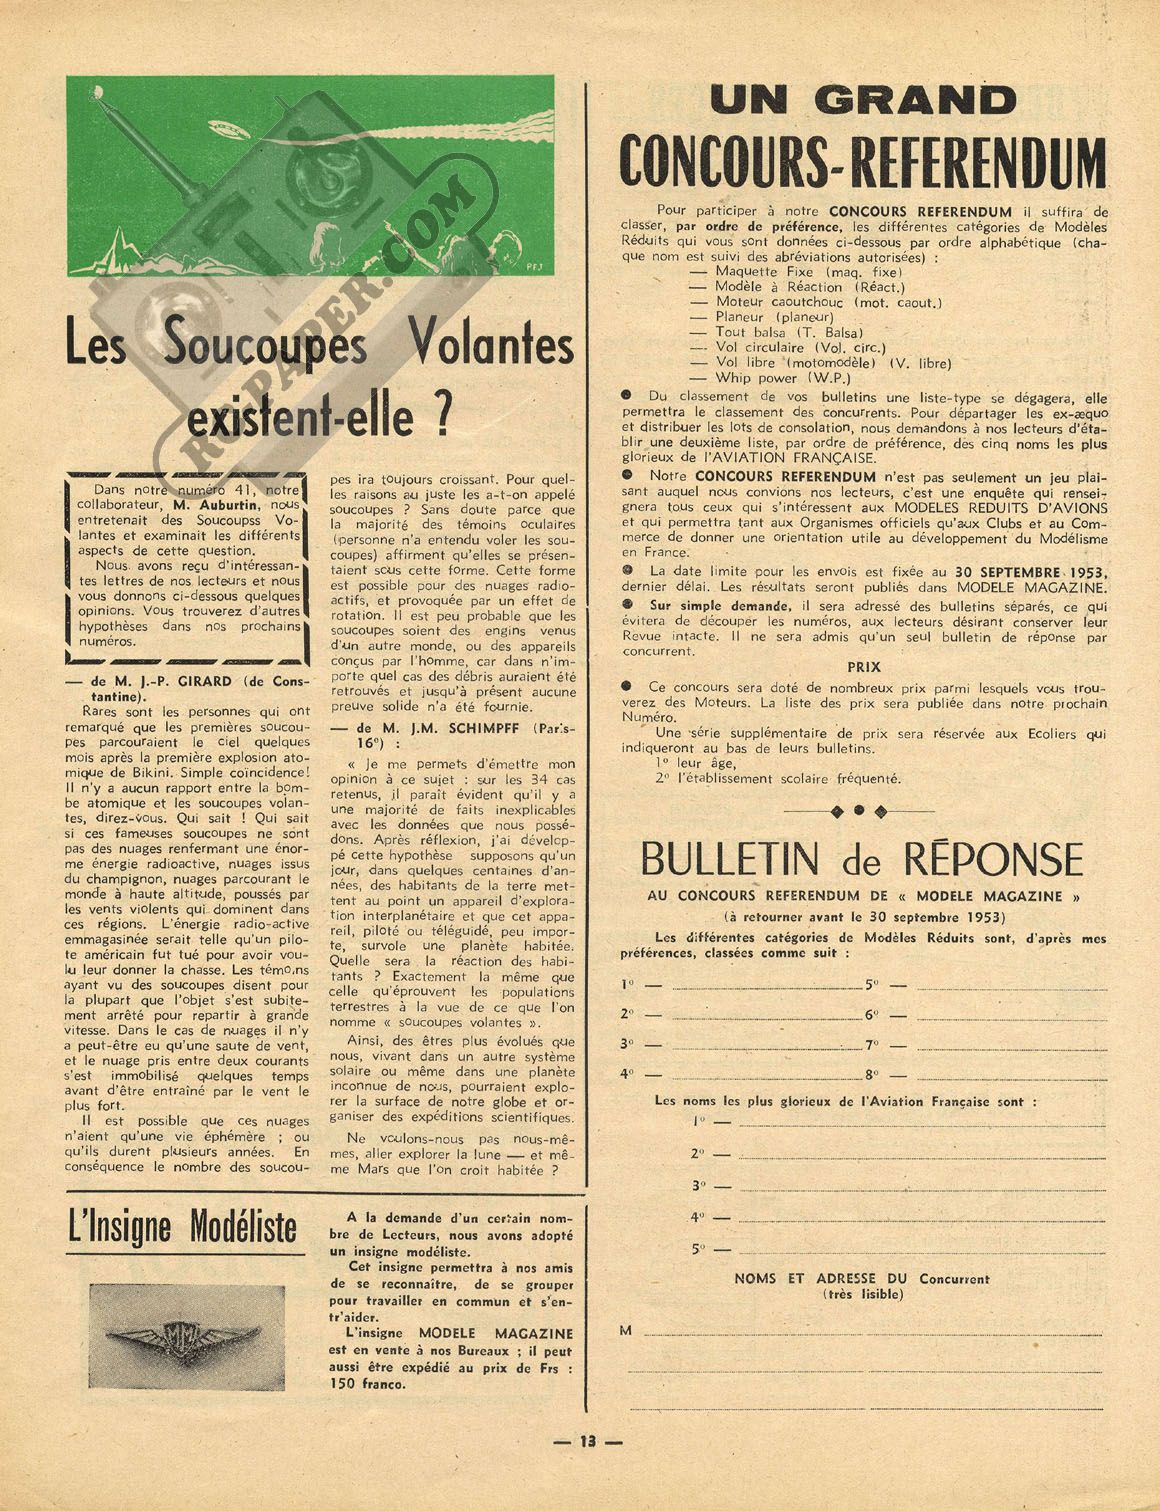 PFJ
RC-PAPER.COM
Les Soucoupes Volantes
existent-elle ?
Dans notre numéro 41, notre
collaborateur, M. Auburtin, nous
entretenait des Soucoupss Vo-
lantes et examinait les différents
aspects de cette question.
Nous avons reçu d'intéressan-
tes lettres de nos lecteurs et nous
vous donnons ci-dessous quelques
opinions. Vous trouverez d'autres
hypothèses dans nos prochains
numéros.
— de M. J.-P. GIRARD (de Cons-
tantine).
Rares sont les personnes qui ont
remarqué que les premières soucou-
pes parcouraient le ciel quelques
mois après la première explosion ato-
mique de Bikini. Simple coïncidence!
Il n'y a aucun rapport entre la bom-
be atomique et les soucoupes volan-
tes, direz-vous. Qui sait ! Qui sait
si ces fameuses soucoupes ne sont
pas des nuages renfermant une énor-
me énergie radioactive, nuages issus
du champignon, nuages parcourant le
monde à haute altitude, poussés par
les vents violents qui dominent dans
ces régions. L'énergie radio-active
emmagasinée serait telle qu'un pilo-
te américain fut tué pour avoir vou-
lu leur donner la chasse. Les témoins
ayant vu des soucoupes disent pour
la plupart que l'objet s'est subite-
ment arrêté pour repartir à grande
vitesse. Dans le cas de nuages il n'y
a peut-être eu qu'une saute de vent,
et le nuage pris entre deux courants
s'est immobilisé quelques temps
avant d'être entraîné par le vent le
plus fort.
Il est possible que ces nuages
n'aient qu'une vie éphémère ; ou
qu'ils durent plusieurs années. En
conséquence le nombre des soucou-
pes ira toujours croissant. Pour quel-
les raisons au juste les a-t-on appelé
soucoupes ? Sans doute parce que
la majorité des témoins oculaires
(personne n'a entendu voler les sou-
coupes) affirment qu'elles se présen-
taient sous cette forme. Cette forme
est possible pour des nuages radio-
actifs, et provoquée par un effet de
rotation. Il est peu probable que les
soucoupes soient des engins venus
d'un autre monde, ou des appareils
conçus par l'homme, car dans n'im-
porte quel cas des débris auraient été
retrouvés et jusqu'à présent aucune
preuve solide n'a été fournie.
— de M. J.M. SCHIMPFF (Paris-
16e) :
« Je me permets d'émettre mon
opinion à ce sujet : sur les 34 cas
retenus, il paraît évident qu'il y a
une majorité de faits inexplicables
avec les données que nous possé-
dons. Après réflexion, j'ai dévelop-
pé cette hypothèse supposons qu'un
jour, dans quelques centaines d'an-
nées, des habitants de la terre met-
tent au point un appareil d'explora-
tion interplanétaire et que cet appa-
reil, piloté ou téléguidé, peu impor-
te, survole une planète habitée.
Quelle sera la réaction des habi-
tants ? Exactement la même que
celle qu'éprouvent les populations
terrestres à la vue de ce que l'on
nomme « soucoupes volantes ».
Ainsi, des êtres plus évolués que
nous, vivant dans un autre système
solaire ou même dans une planète
inconnue de nous, pourraient explo-
rer la surface de notre globe et or-
ganiser des expéditions scientifiques.
Ne voulons-nous pas nous-mê-
mes, aller explorer la lune — et mê-
me Mars que l'on croit habitée ?
L'Insigne Modéliste
MM
A la demande d'un certain nom-
bre de Lecteurs, nous avons adopté
un insigne modéliste.
Cet insigne permettra à nos amis
de se reconnaître, de se grouper
pour travailler en commun et s'en-
tr'aider.
L'insigne MODELE MAGAZINE
est en vente à nos Bureaux ; il peut
aussi être expédié au prix de Frs :
150 franco.
UN GRAND
CONCOURS-REFERENDUM
Pour participer à notre CONCOURS REFERENDUM il suffira de
classer, par ordre de préférence, les différentes catégories de Modèles
Réduits qui vous sont données ci-dessous par ordre alphabétique (cha-
que nom est suivi des abréviations autorisées) :
— Maquette Fixe (maq. fixe)
— Modèle à Réaction (Réact.)
— Moteur caoutchouc (mot. caout.)
— Planeur (planeur)
— Tout balsa (T. Balsa)
— Vol circulaire (Vol. circ.)
— Vol libre (motomodèle) (V. libre)
— Whip power (W.P.)
● Du classement de vos bulletins une liste-type se dégagera, elle
permettra le classement des concurrents. Pour départager les ex-æquo
et distribuer les lots de consolation, nous demandons à nos lecteurs d'éta-
blir une deuxième liste, par ordre de préférence, des cinq noms les plus
glorieux de l'AVIATION FRANÇAISE.
● Notre CONCOURS REFERENDUM n'est pas seulement un jeu plai-
sant auquel nous convions nos lecteurs, c'est une enquête qui rensei-
gnera tous ceux qui s'intéressent aux MODELES REDUITS D'AVIONS
et qui permettra tant aux Organismes officiels qu'aux Clubs et au Com-
merce de donner une orientation utile au développement du Modélisme
en France.
● La date limite pour les envois est fixée au 30 SEPTEMBRE 1953,
dernier délai. Les résultats seront publiés dans MODELE MAGAZINE.
● Sur simple demande, il sera adressé des bulletins séparés, ce qui
évitera de découper les numéros, aux lecteurs désirant conserver leur
Revue intacte. Il ne sera admis qu'un seul bulletin de réponse par
concurrent.
PRIX
● Ce concours sera doté de nombreux prix parmi lesquels vous trou-
verez des Moteurs. La liste des prix sera publiée dans notre prochain
Numéro.
Une série supplémentaire de prix sera réservée aux Ecoliers qui
indiqueront au bas de leurs bulletins.
1o leur âge,
2o l'établissement scolaire fréquenté.
BULLETIN de RÉPONSE
AU CONCOURS REFERENDUM DE « MODELE MAGAZINE »
(à retourner avant le 30 septembre 1953)
Les différentes catégories de Modèles Réduits sont, d'après mes
préférences, classées comme suit :
1o — 5o —
2o — 6o —
3o — 7o —
4o — 8o —
Les noms les plus glorieux de l'Aviation Française sont :
1o —
2o —
3o —
4o —
5o —
NOMS ET ADRESSE DU Concurrent
(très lisible)
M
— 13 —